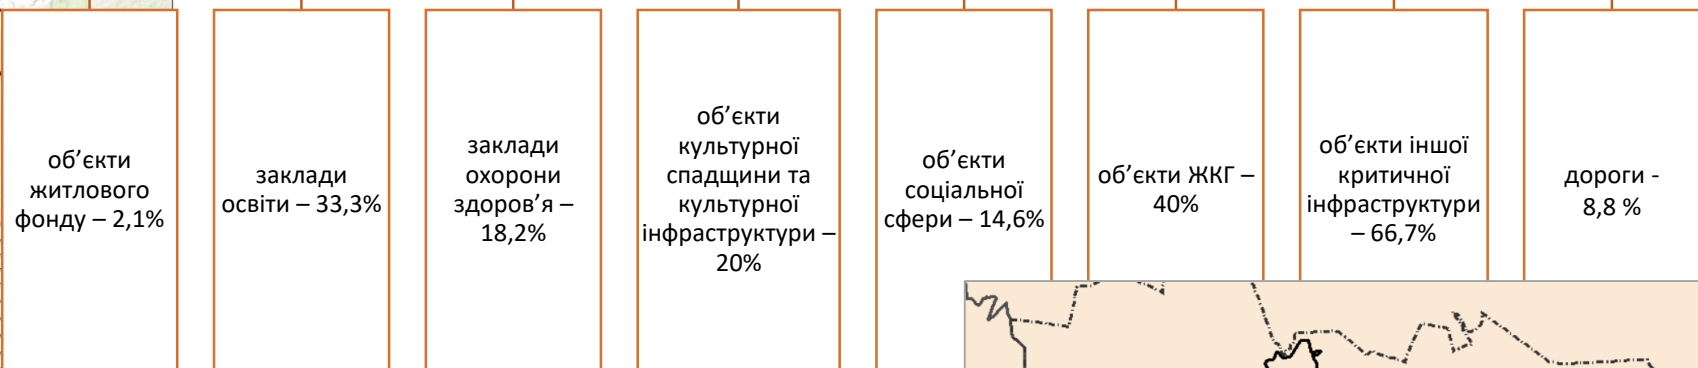 об’єкти
житлового
фонду – 2,1%
заклади
освіти – 33,3%
заклади
охорони
здоров’я –
18,2%
об’єкти
культурної
спадщини та
культурної
інфраструктури –
20%
об’єкти
соціальної
сфери – 14,6%
об’єкти ЖКГ –
40%
об’єкти іншої
критичної
інфраструктури
– 66,7%
дороги -
8,8 %